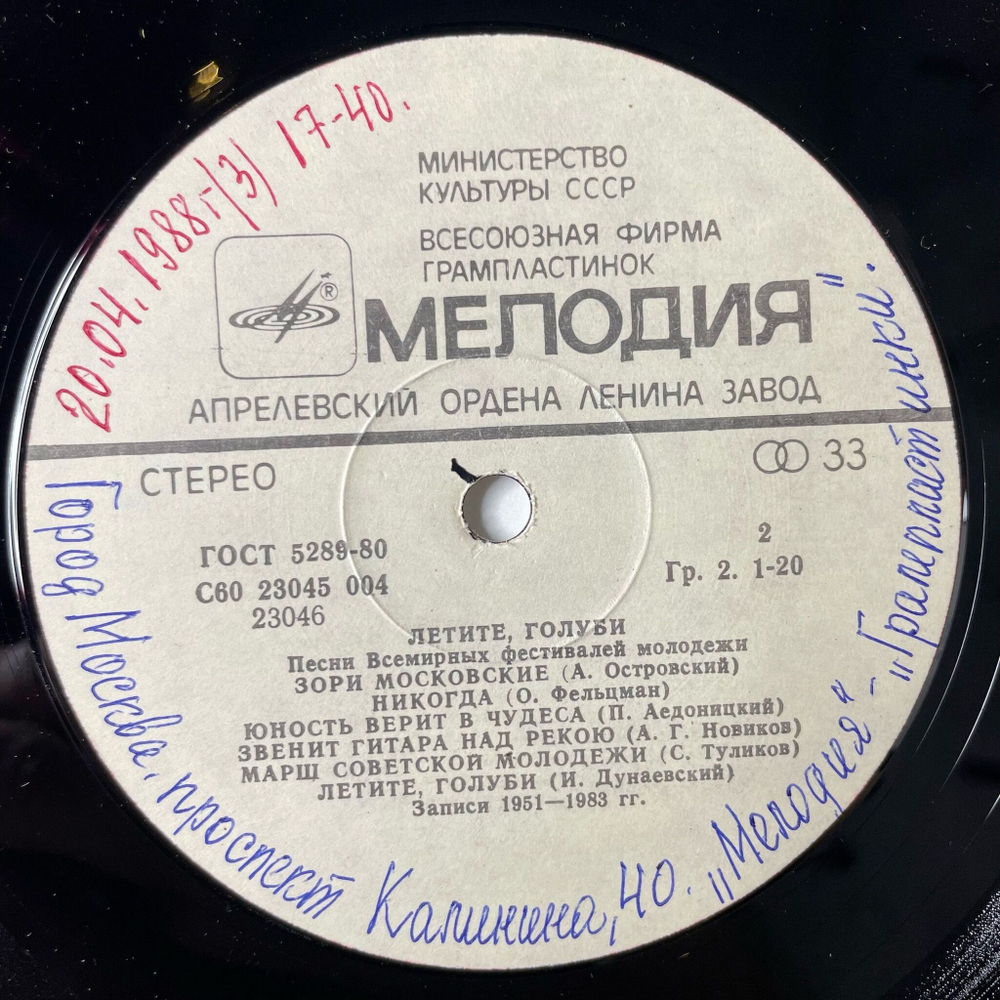 20.04.1988г./3/ 17-40.
МИНИСТЕРСТВО
КУЛЬТУРЫ СССР
ВСЕСОЮЗНАЯ ФИРМА
ГРАМПЛАСТИНОК
®
МЕЛОДИЯ
АПРЕЛЕВСКИЙ ОРДЕНА ЛЕНИНА ЗАВОД
СТЕРЕО
33
ГОСТ 5289-80
С60 23045 004
23046
2
Гр. 2. 1-20
ЛЕТИТЕ, ГОЛУБИ
Песни Всемирных фестивалей молодежи
ЗОРИ МОСКОВСКИЕ (А. Островский)
НИКОГДА (О. Фельцман)
ЮНОСТЬ ВЕРИТ В ЧУДЕСА (П. Аедоницкий)
ЗВЕНИТ ГИТАРА НАД РЕКОЮ (А. Г. Новиков)
МАРШ СОВЕТСКОЙ МОЛОДЕЖИ (С. Туликов)
ЛЕТИТЕ, ГОЛУБИ (И. Дунаевский)
Записи 1951—1983 гг.
Город Москва, проспект Калинина, 40. „Мелодия“ - „Грампластинки“.